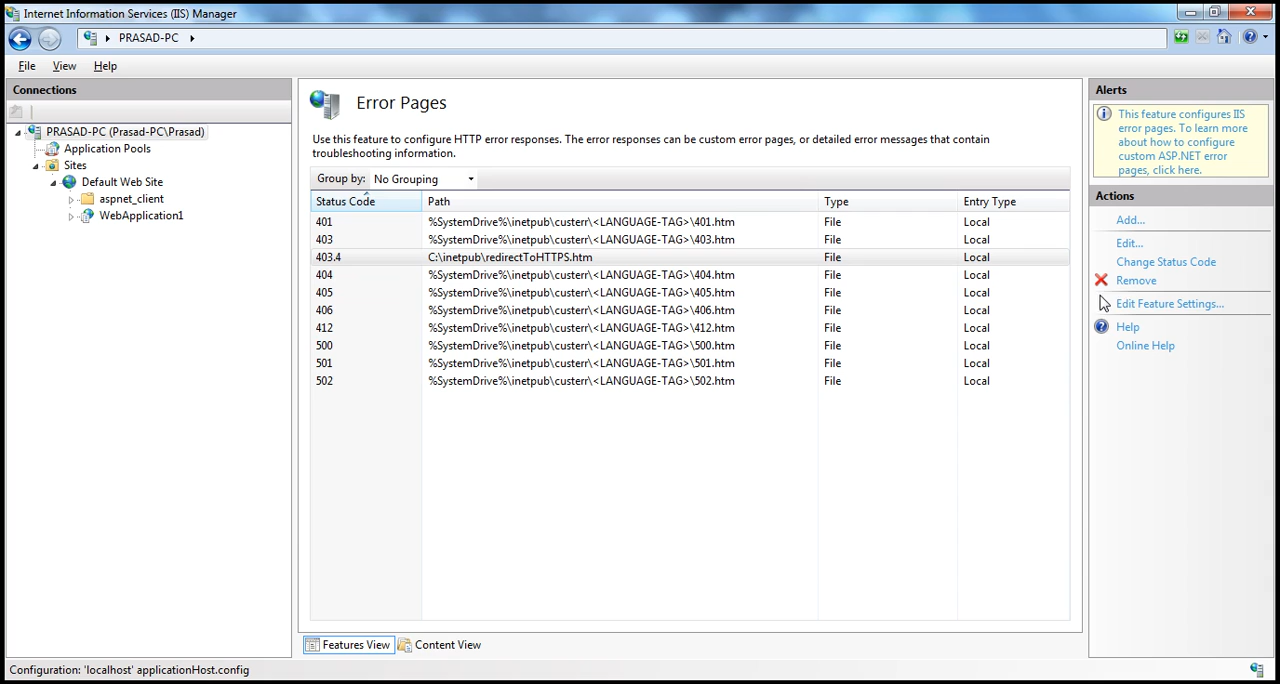 Internet Information Services (IIS) Manager
PRASAD-PC
File View Help
Connections
PRASAD-PC (Prasad-PC\Prasad)
Application Pools
Sites
Default Web Site
aspnet_client
WebApplication1
Error Pages
Use this feature to configure HTTP error responses. The error responses can be custom error pages, or detailed error messages that contain
troubleshooting information.
Group by: No Grouping
Status Code Path Type Entry Type
401 %SystemDrive%\inetpub\custerr\<LANGUAGE-TAG>\401.htm File Local
403 %SystemDrive%\inetpub\custerr\<LANGUAGE-TAG>\403.htm File Local
403.4 C:\inetpub\redirectToHTTPS.htm File Local
404 %SystemDrive%\inetpub\custerr\<LANGUAGE-TAG>\404.htm File Local
405 %SystemDrive%\inetpub\custerr\<LANGUAGE-TAG>\405.htm File Local
406 %SystemDrive%\inetpub\custerr\<LANGUAGE-TAG>\406.htm File Local
412 %SystemDrive%\inetpub\custerr\<LANGUAGE-TAG>\412.htm File Local
500 %SystemDrive%\inetpub\custerr\<LANGUAGE-TAG>\500.htm File Local
501 %SystemDrive%\inetpub\custerr\<LANGUAGE-TAG>\501.htm File Local
502 %SystemDrive%\inetpub\custerr\<LANGUAGE-TAG>\502.htm File Local
Features View Content View
Alerts
This feature configures IIS
error pages. To learn more
about how to configure
custom ASP.NET error
pages, click here.
Actions
Add...
Edit...
Change Status Code
Remove
Edit Feature Settings...
Help
Online Help
Configuration: 'localhost' applicationHost.config